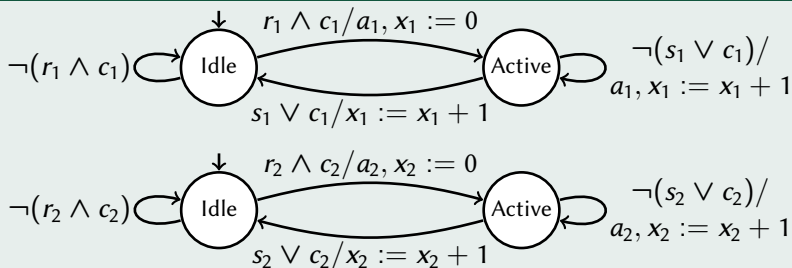 r₁ ∧ c₁/a₁, x₁ := 0
¬(r₁ ∧ c₁) Idle Active ¬(s₁ ∨ c₁)/
a₁, x₁ := x₁ + 1
s₁ ∨ c₁/x₁ := x₁ + 1
r₂ ∧ c₂/a₂, x₂ := 0
¬(r₂ ∧ c₂) Idle Active ¬(s₂ ∨ c₂)/
a₂, x₂ := x₂ + 1
s₂ ∨ c₂/x₂ := x₂ + 1